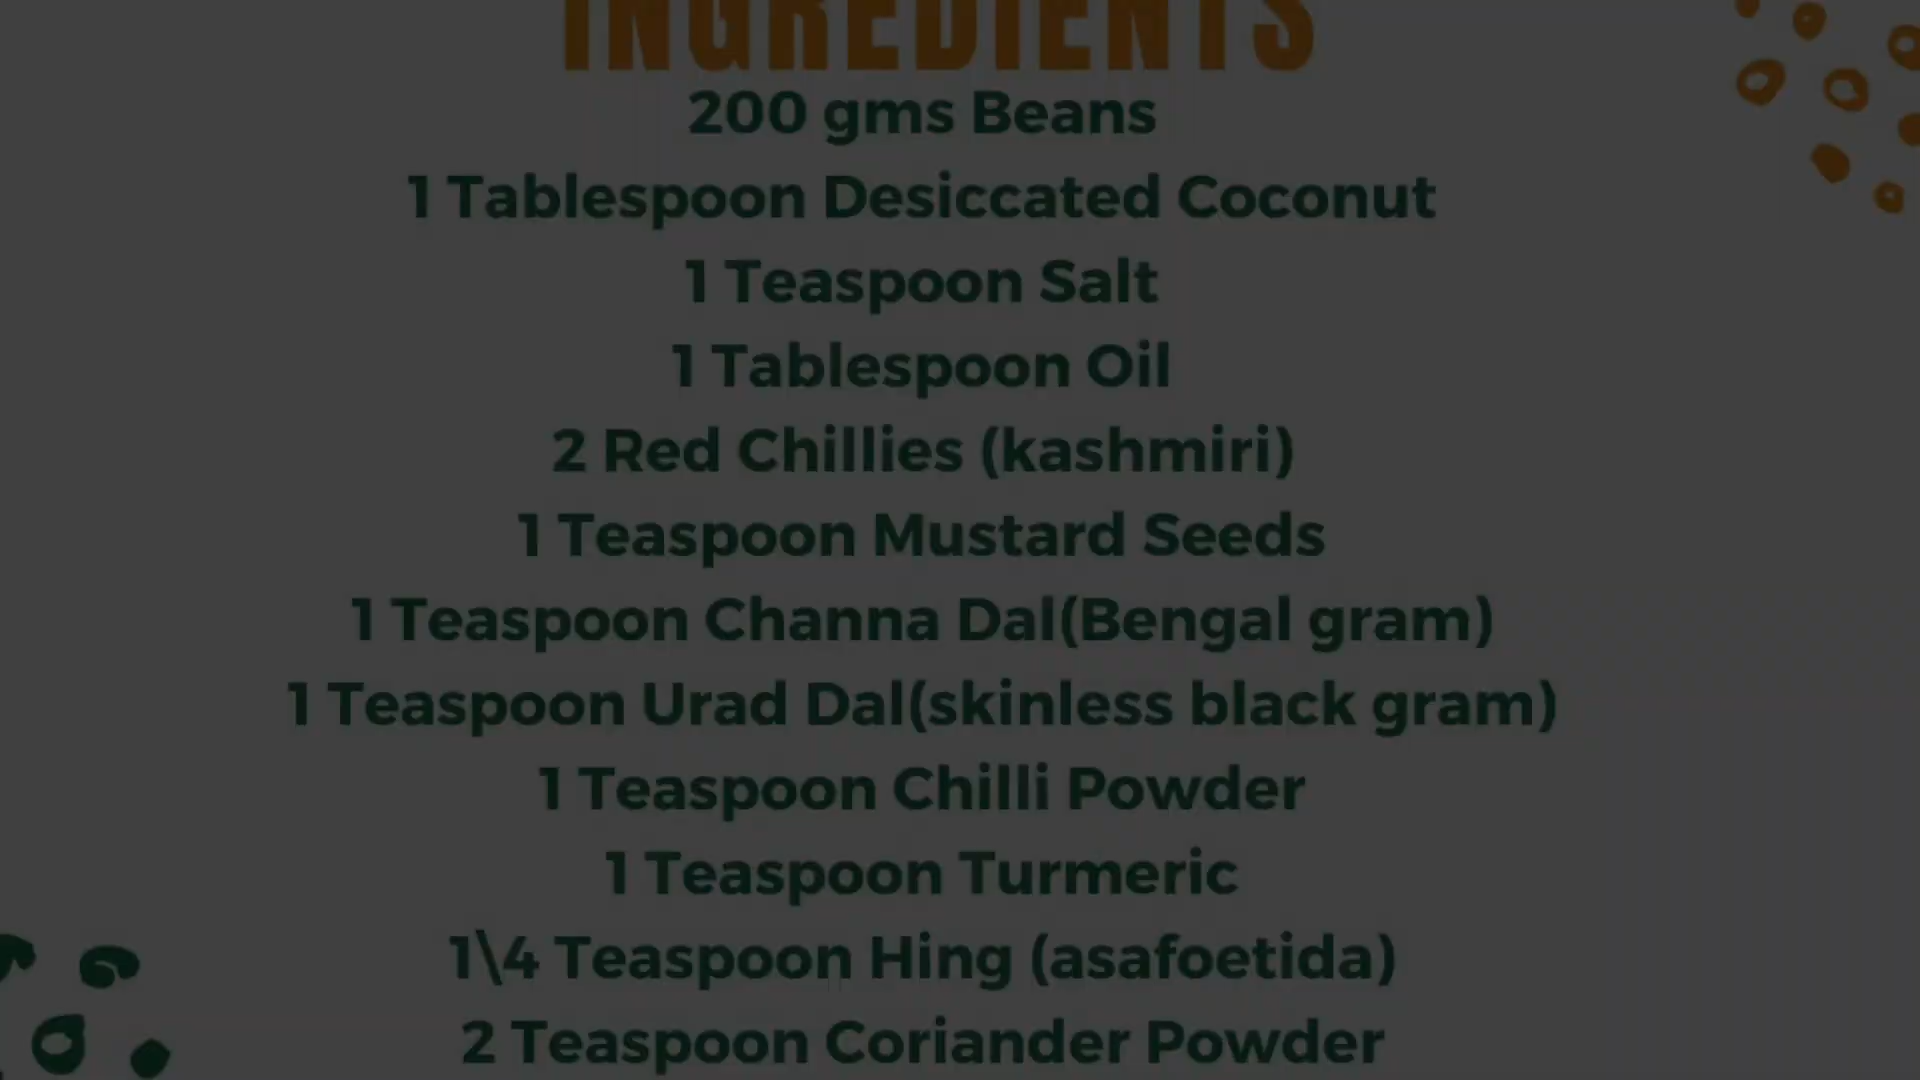 INGREDIENTS
200 gms Beans
1 Tablespoon Desiccated Coconut
1 Teaspoon Salt
1 Tablespoon Oil
2 Red Chillies (kashmiri)
1 Teaspoon Mustard Seeds
1 Teaspoon Channa Dal(Bengal gram)
1 Teaspoon Urad Dal(skinless black gram)
1 Teaspoon Chilli Powder
1 Teaspoon Turmeric
1\4 Teaspoon Hing (asafoetida)
2 Teaspoon Coriander Powder